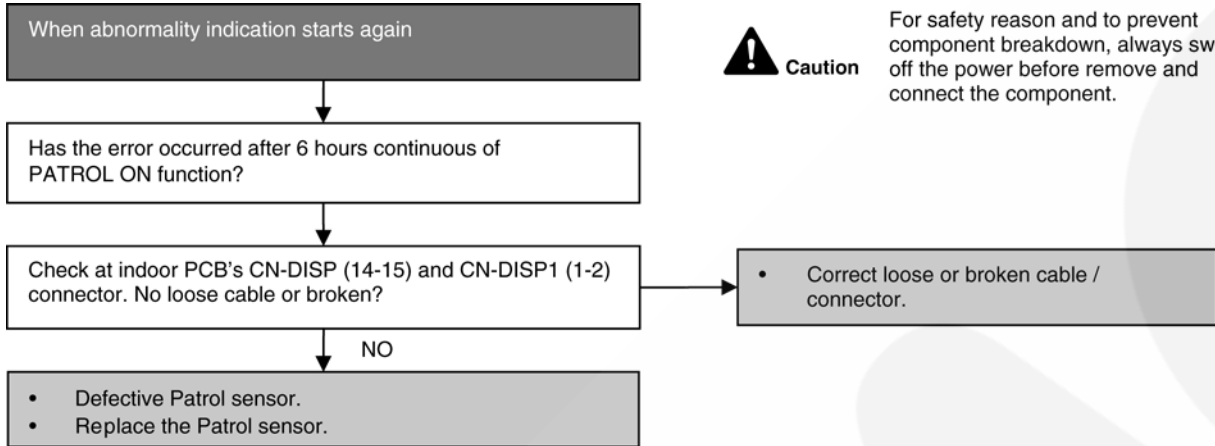 When abnormality indication starts again
For safety reason and to prevent
component breakdown, always sw
off the power before remove and
connect the component.
Caution
Has the error occurred after 6 hours continuous of
PATROL ON function?
Check at indoor PCB's CN-DISP (14-15) and CN-DISP1 (1-2)
connector. No loose cable or broken?
• Correct loose or broken cable /
connector.
NO
• Defective Patrol sensor.
• Replace the Patrol sensor.